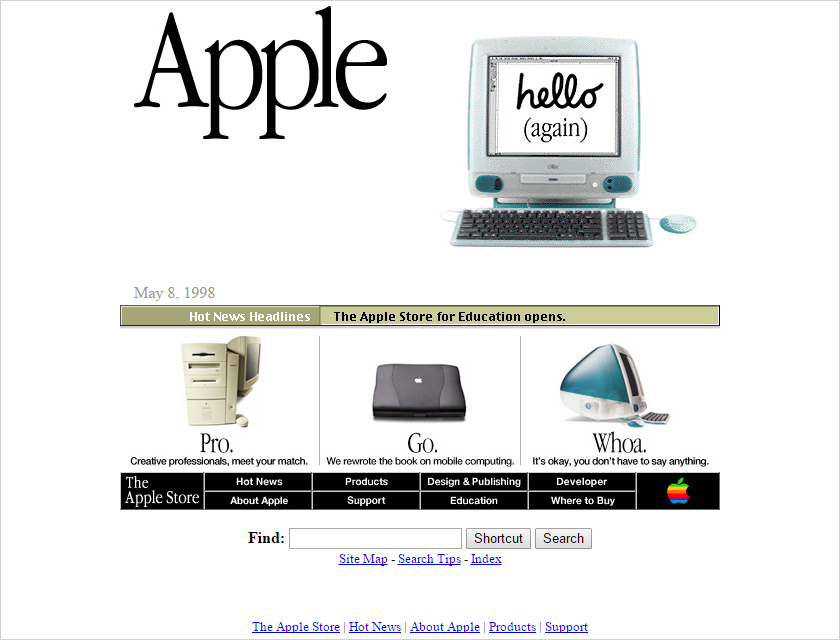 Apple
hello
(again)
May 8, 1998
Hot News Headlines The Apple Store for Education opens.
Pro. Go. Whoa.
Creative professionals, meet your match. We rewrote the book on mobile computing. It's okay, you don't have to say anything.
The Apple Store
Hot News Products Design & Publishing Developer
About Apple Support Education Where to Buy
Find: Shortcut Search
Site Map - Search Tips - Index
The Apple Store | Hot News | About Apple | Products | Support